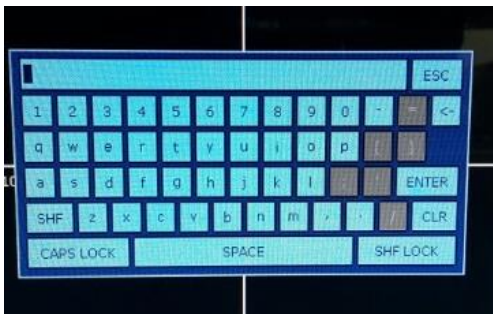 ESC
1 2 3 4 5 6 7 8 9 0 - = <-
q w e r t y u i o p [ ]
a s d f g h j k l ENTER
SHF z x c v b n m , . / CLR
CAPS LOCK SPACE SHF LOCK
10